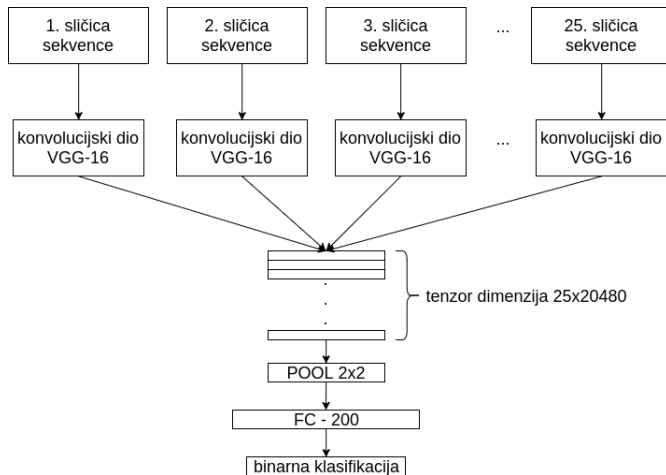 1. sličica
sekvence
2. sličica
sekvence
3. sličica
sekvence
...
25. sličica
sekvence
konvolucijski dio
VGG-16
konvolucijski dio
VGG-16
konvolucijski dio
VGG-16
...
konvolucijski dio
VGG-16
.
.
.
tenzor dimenzija 25x20480
POOL 2x2
FC - 200
binarna klasifikacija